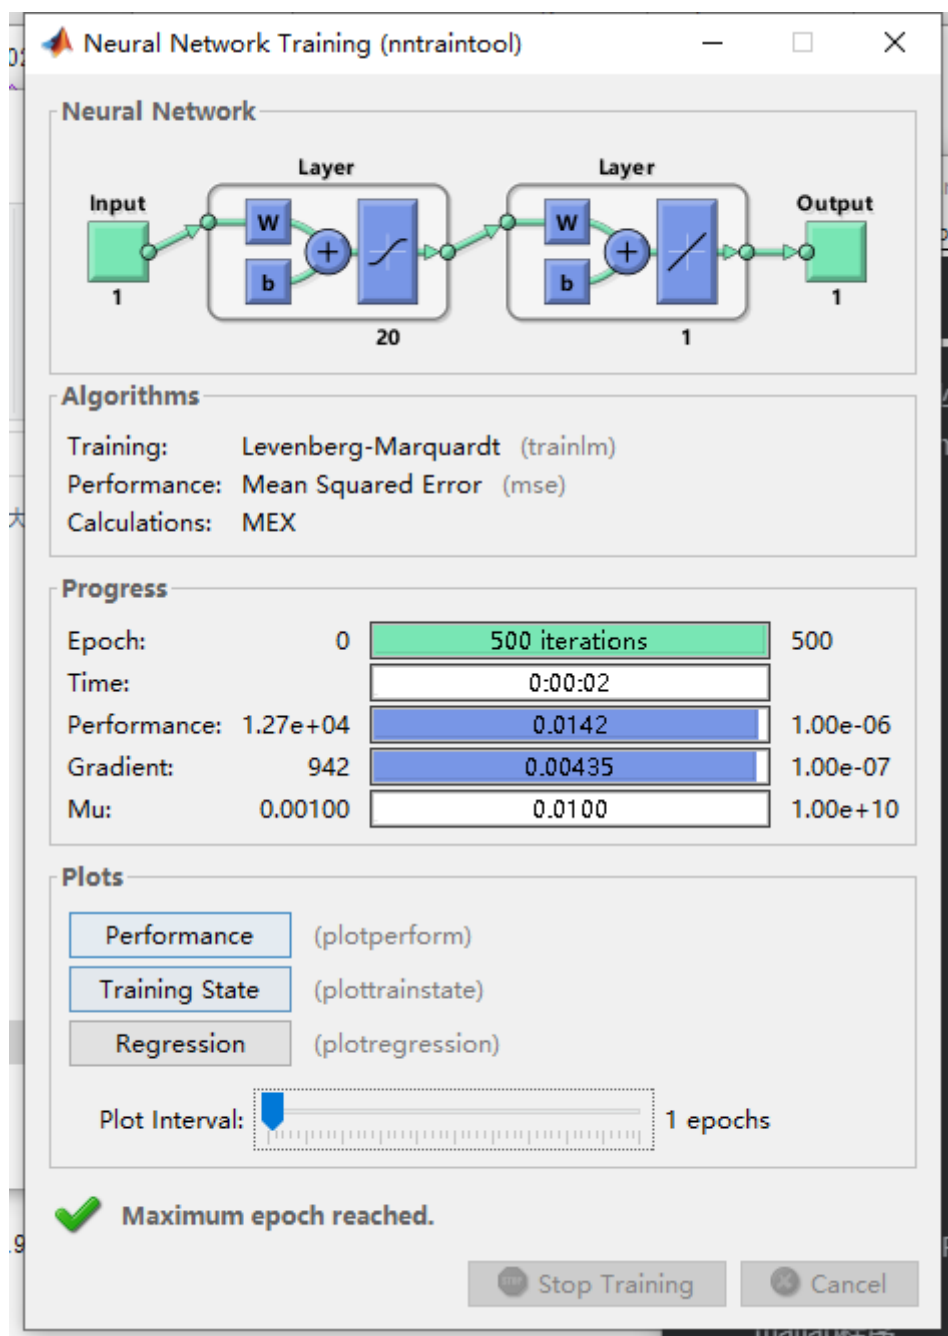 Neural Network Training (nntraintool)
Neural Network
Layer Layer
Input Output
W W
b b
1 1
20 1
Algorithms
Training: Levenberg-Marquardt (trainlm)
Performance: Mean Squared Error (mse)
Calculations: MEX
Progress
Epoch: 0 500 iterations 500
Time: 0:00:02
Performance: 1.27e+04 0.0142 1.00e-06
Gradient: 942 0.00435 1.00e-07
Mu: 0.00100 0.0100 1.00e+10
Plots
Performance (plotperform)
Training State (plottrainstate)
Regression (plotregression)
Plot Interval: 1 epochs
Maximum epoch reached.
STOP Stop Training Cancel